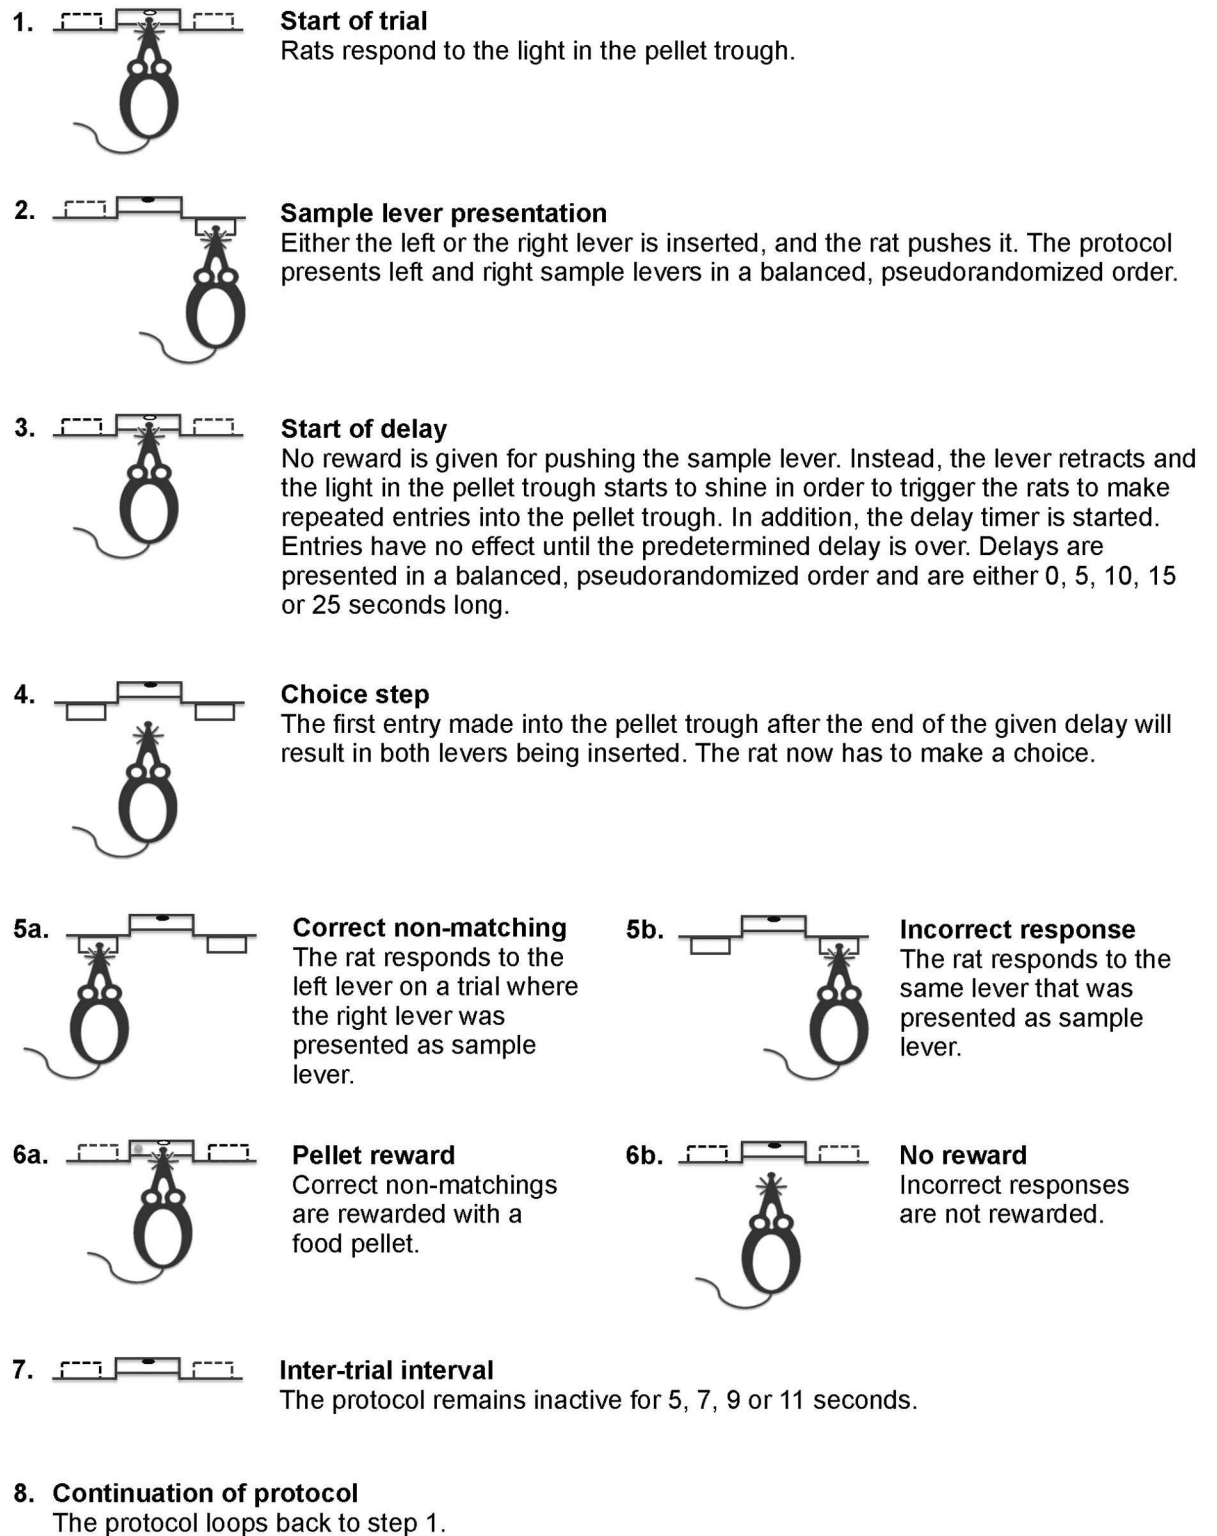 1. Start of trial
Rats respond to the light in the pellet trough.
2. Sample lever presentation
Either the left or the right lever is inserted, and the rat pushes it. The protocol
presents left and right sample levers in a balanced, pseudorandomized order.
3. Start of delay
No reward is given for pushing the sample lever. Instead, the lever retracts and
the light in the pellet trough starts to shine in order to trigger the rats to make
repeated entries into the pellet trough. In addition, the delay timer is started.
Entries have no effect until the predetermined delay is over. Delays are
presented in a balanced, pseudorandomized order and are either 0, 5, 10, 15
or 25 seconds long.
4. Choice step
The first entry made into the pellet trough after the end of the given delay will
result in both levers being inserted. The rat now has to make a choice.
5a. Correct non-matching
The rat responds to the
left lever on a trial where
the right lever was
presented as sample
lever.
5b. Incorrect response
The rat responds to the
same lever that was
presented as sample
lever.
6a. Pellet reward
Correct non-matchings
are rewarded with a
food pellet.
6b. No reward
Incorrect responses
are not rewarded.
7. Inter-trial interval
The protocol remains inactive for 5, 7, 9 or 11 seconds.
8. Continuation of protocol
The protocol loops back to step 1.